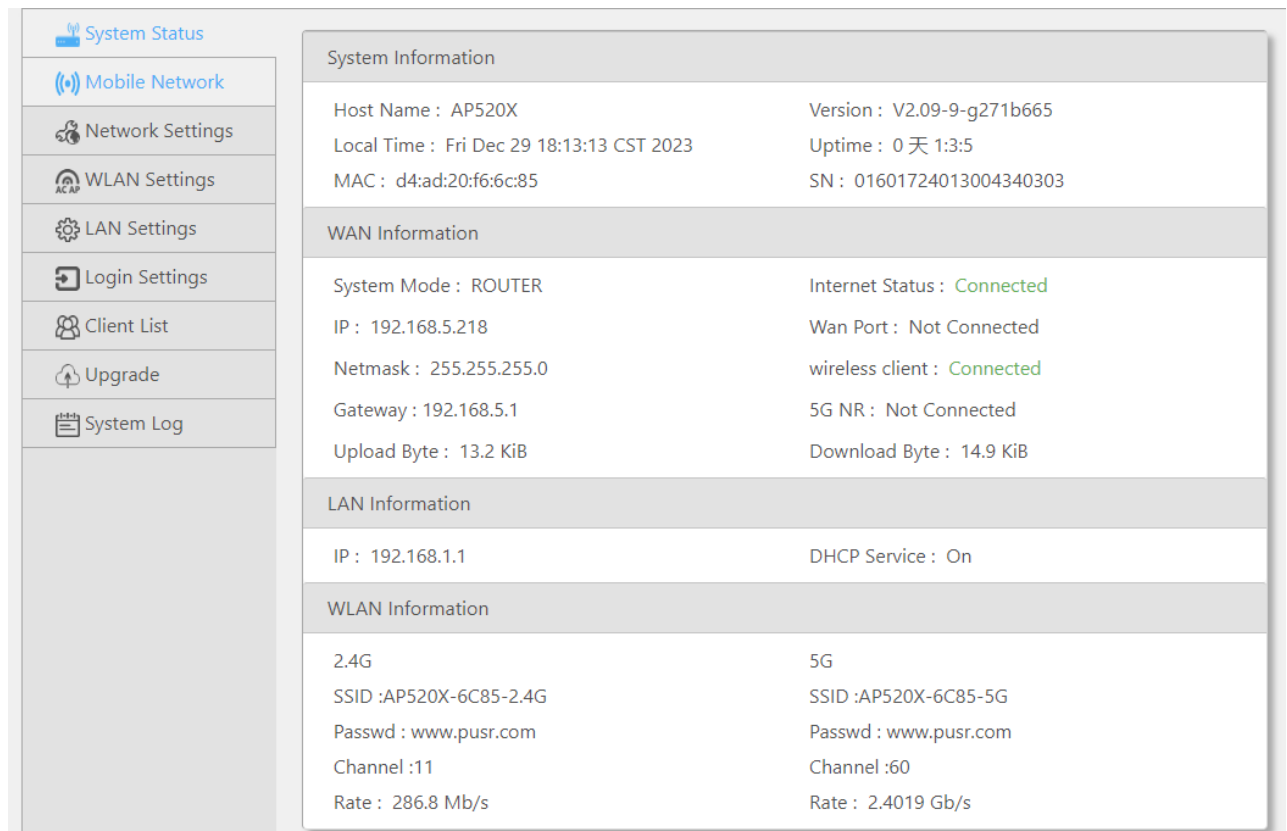 System Status
Mobile Network
Network Settings
AC AP WLAN Settings
LAN Settings
Login Settings
Client List
Upgrade
System Log
System Information
Host Name : AP520X
Version : V2.09-9-g271b665
Local Time : Fri Dec 29 18:13:13 CST 2023
Uptime : 0 天 1:3:5
MAC : d4:ad:20:f6:6c:85
SN : 01601724013004340303
WAN Information
System Mode : ROUTER
Internet Status : Connected
IP : 192.168.5.218
Wan Port : Not Connected
Netmask : 255.255.255.0
wireless client : Connected
Gateway : 192.168.5.1
5G NR : Not Connected
Upload Byte : 13.2 KiB
Download Byte : 14.9 KiB
LAN Information
IP : 192.168.1.1
DHCP Service : On
WLAN Information
2.4G
5G
SSID :AP520X-6C85-2.4G
SSID :AP520X-6C85-5G
Passwd : www.pusr.com
Passwd : www.pusr.com
Channel :11
Channel :60
Rate : 286.8 Mb/s
Rate : 2.4019 Gb/s